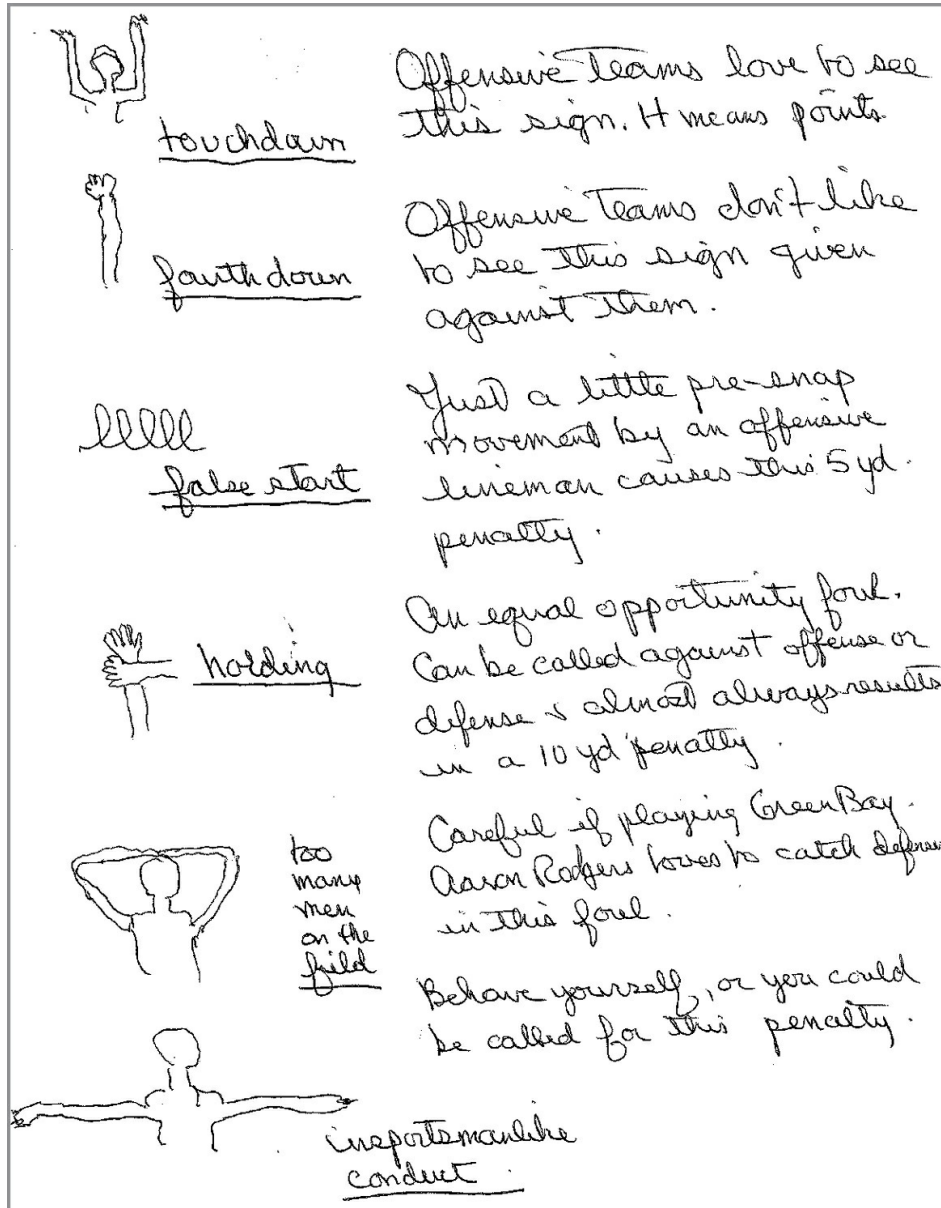 Offensive teams love to see
this sign. It means points
touchdown
Offensive teams don't like
to see this sign given
against them.
fouth down
Just a little pre-snap
movement by an offensive
lineman causes this 5 yd.
penalty.
false start
An equal opportunity foul.
Can be called against offense or
defense & almost always results
in a 10 yd penalty.
holding
Careful if playing Green Bay.
Aaron Rodgers loves to catch defenses
in this foul.
too
many
men
on the
field
Behave yourself, or you could
be called for this penalty.
unsportsmanlike
conduct.